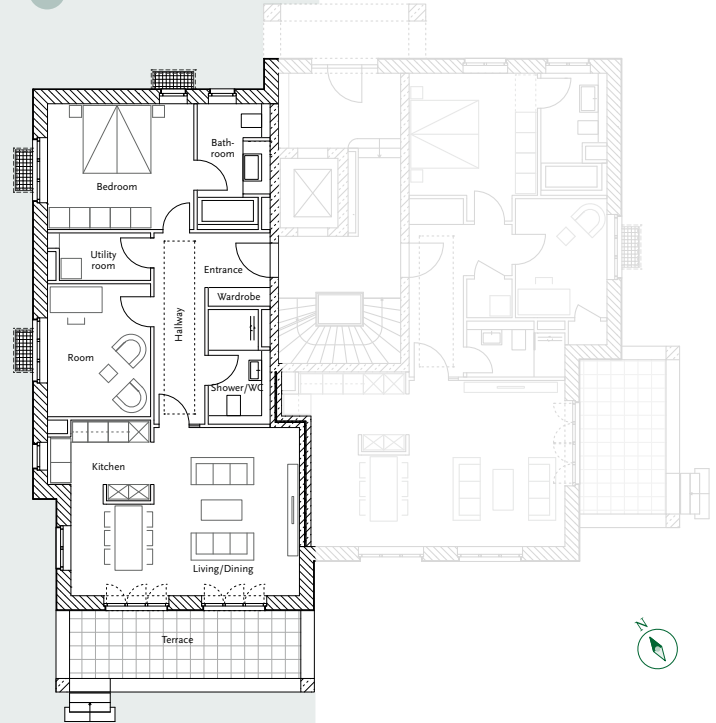 Bath-
room
Bedroom
Utility
room
Entrance
Wardrobe
Hallway
Room
Shower/WC
Kitchen
Living/Dining
Terrace
N